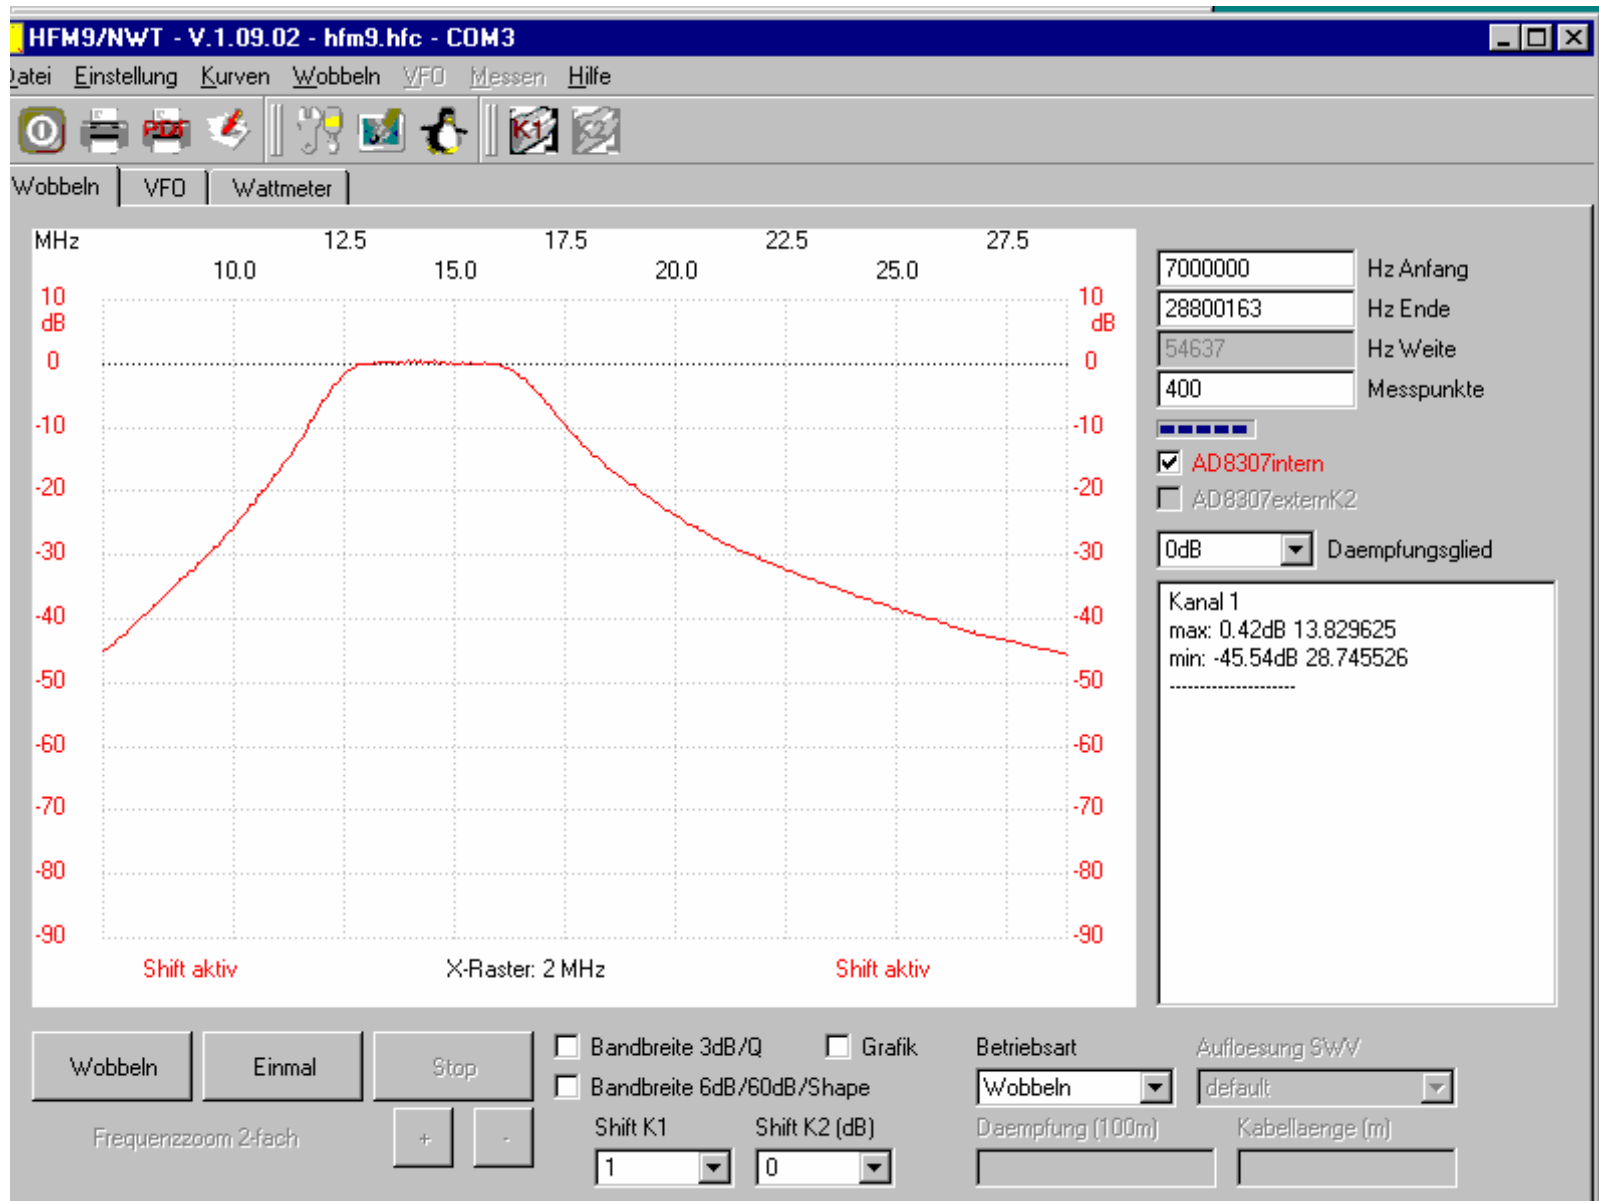 HFM9/NWT - V.1.09.02 - hfm9.hfc - COM3
Datei Einstellung Kurven Wobbeln VFO Messen Hilfe
PDF K1 K2
Wobbeln VFO Wattmeter
MHz 12.5 17.5 22.5 27.5
10.0 15.0 20.0 25.0
10 10
dB dB
0 0
-10 -10
-20 -20
-30 -30
-40 -40
-50 -50
-60 -60
-70 -70
-80 -80
-90 -90
Shift aktiv X-Raster: 2 MHz Shift aktiv
7000000 Hz Anfang
28800163 Hz Ende
54637 Hz Weite
400 Messpunkte
AD8307intern
AD8307externK2
0dB Daempfungsglied
Kanal 1
max: 0.42dB 13.829625
min: -45.54dB 28.745526
---------------------
Wobbeln Einmal Stop
Frequenzzoom 2-fach + -
Bandbreite 3dB/Q Grafik
Bandbreite 6dB/60dB/Shape
Shift K1 Shift K2 (dB)
1 0
Betriebsart Aufloesung SWV
Wobbeln default
Daempfung (100m) Kabellaenge (m)